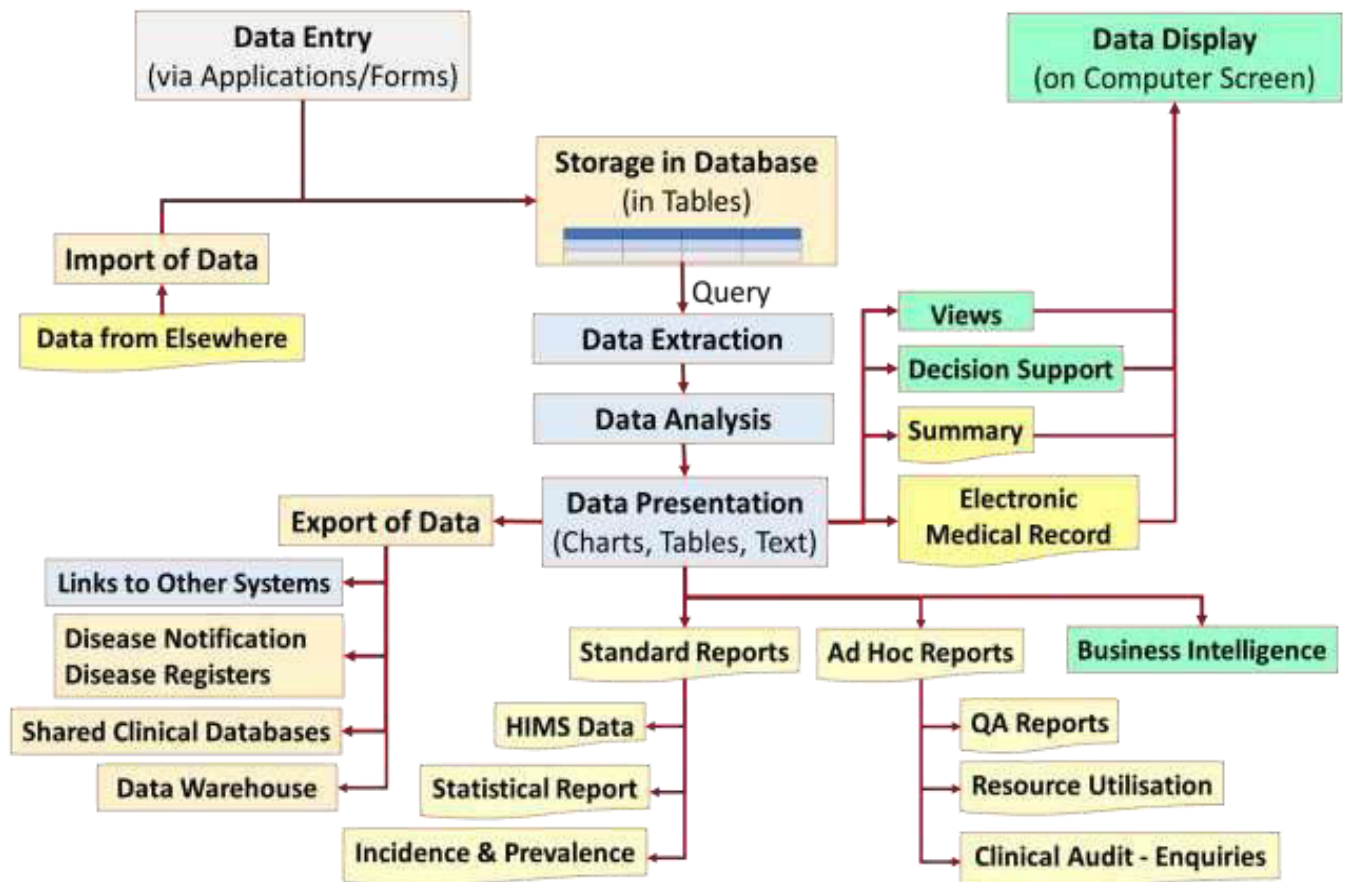 Data Entry
(via Applications/Forms)
Data Display
(on Computer Screen)
Storage in Database
(in Tables)
Import of Data
Data from Elsewhere
Query
Data Extraction
Data Analysis
Data Presentation
(Charts, Tables, Text)
Views
Decision Support
Summary
Electronic
Medical Record
Export of Data
Links to Other Systems
Disease Notification
Disease Registers
Shared Clinical Databases
Data Warehouse
Standard Reports
HIMS Data
Statistical Report
Incidence & Prevalence
Ad Hoc Reports
QA Reports
Resource Utilisation
Clinical Audit - Enquiries
Business Intelligence